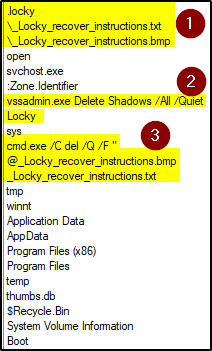 .locky
\_Locky_recover_instructions.txt
\_Locky_recover_instructions.bmp
1
open
svchost.exe
:Zone.Identifier
2
vssadmin.exe Delete Shadows /All /Quiet
Locky
sys
3
cmd.exe /C del /Q /F "
@_Locky_recover_instructions.bmp
_Locky_recover_instructions.txt
tmp
winnt
Application Data
AppData
Program Files (x86)
Program Files
temp
thumbs.db
$Recycle.Bin
System Volume Information
Boot